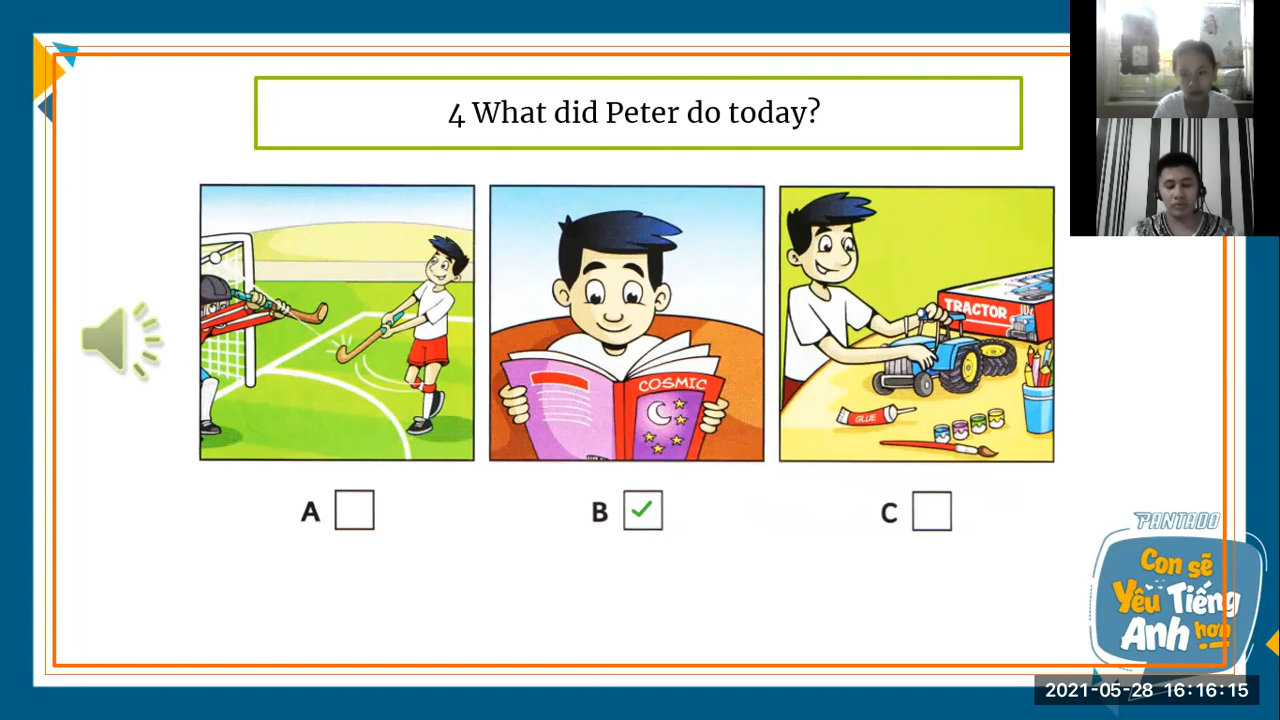 4 What did Peter do today?
COSMIC
TRACTOR
GLUE
A
B
C
PANTADO
Con sẽ
Yêu Tiếng
Anh hơn
2021-05-28 16:16:15